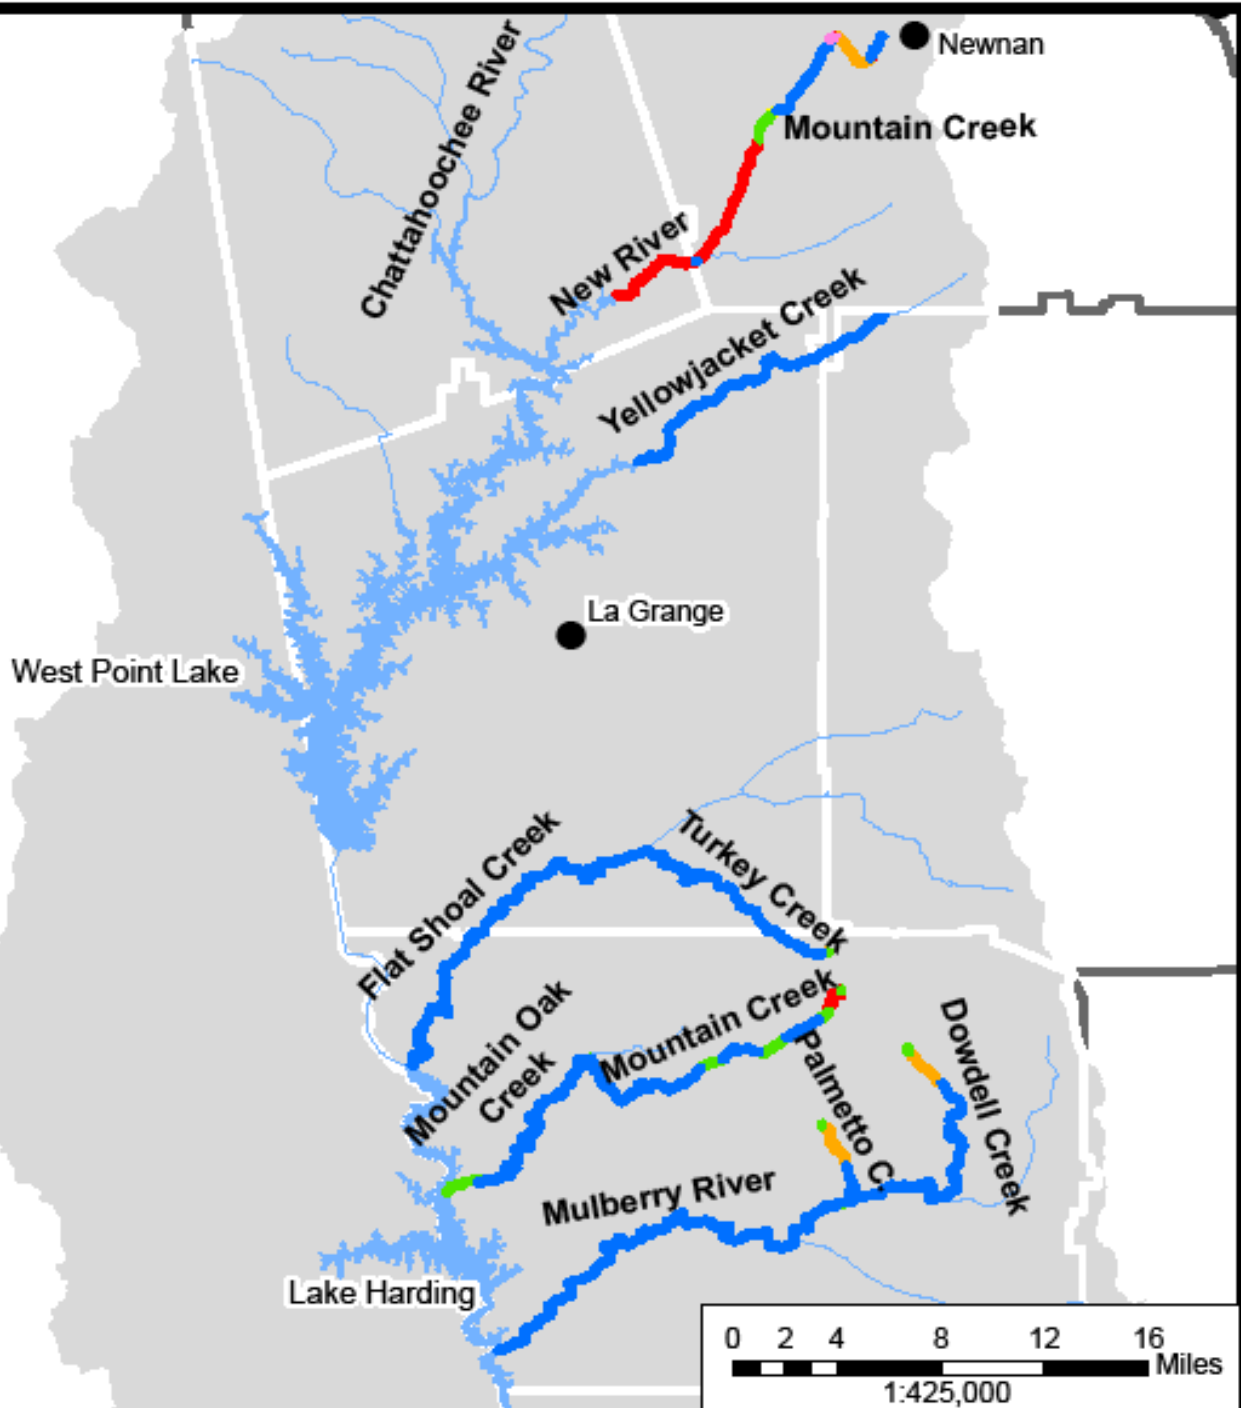 Newnan
Chattahoochee River
Mountain Creek
New River
Yellowjacket Creek
La Grange
West Point Lake
Flat Shoal Creek
Turkey Creek
Mountain Oak
Creek
Mountain Creek
Palmetto C.
Dowdell Creek
Mulberry River
Lake Harding
0 2 4 8 12 16
Miles
1:425,000